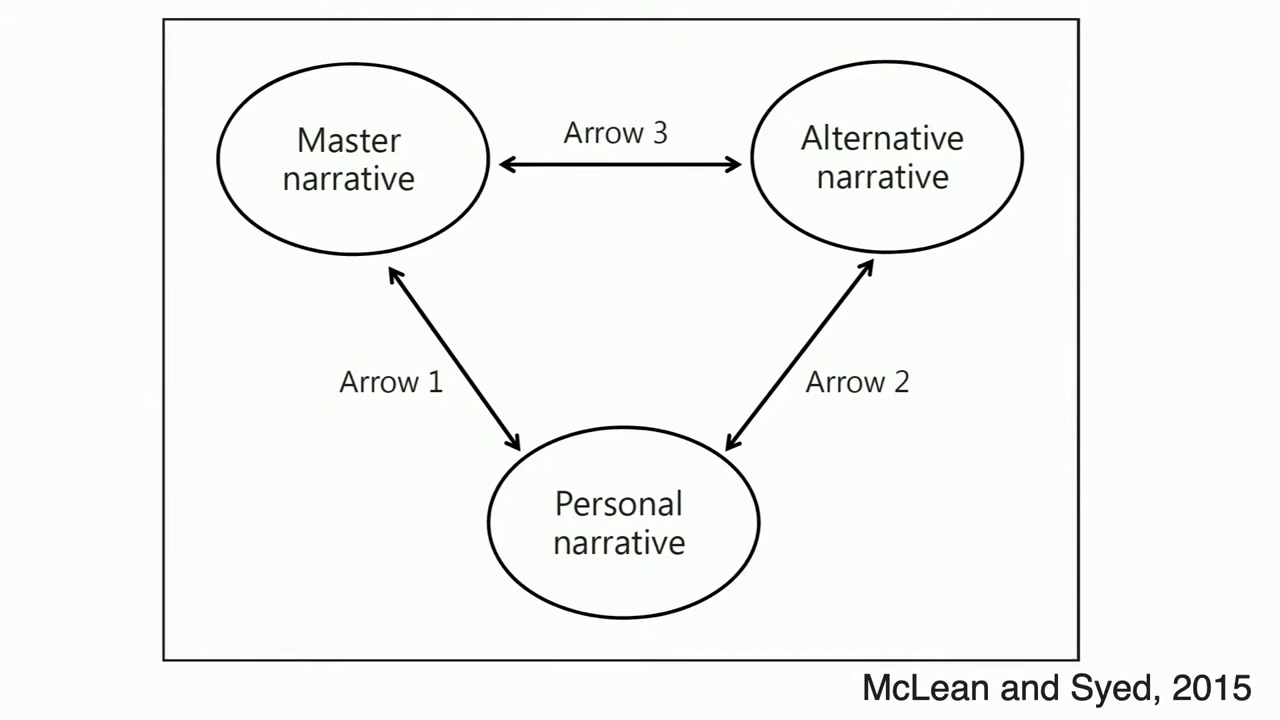 Master
narrative
Arrow 3
Alternative
narrative
Arrow 1
Arrow 2
Personal
narrative
McLean and Syed, 2015